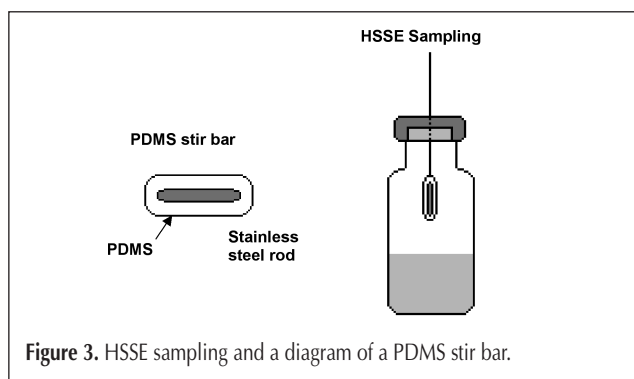 HSSE Sampling
PDMS stir bar
PDMS
Stainless
steel rod
Figure 3. HSSE sampling and a diagram of a PDMS stir bar.